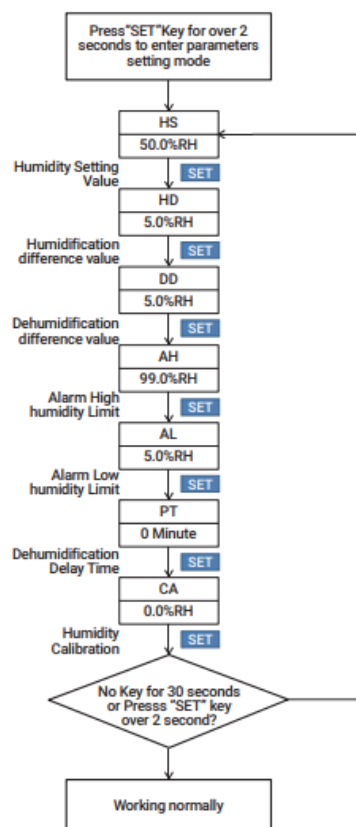 Press“SET”Key for over 2
seconds to enter parameters
setting mode
HS
50.0%RH
Humidity Setting
Value
SET
HD
5.0%RH
Humidification
difference value
SET
DD
5.0%RH
Dehumidification
difference value
SET
AH
99.0%RH
Alarm High
humidity Limit
SET
AL
5.0%RH
Alarm Low
humidity Limit
SET
PT
0 Minute
Dehumidification
Delay Time
SET
CA
0.0%RH
Humidity
Calibration
SET
No Key for 30 seconds
or Presss “SET” key
over 2 second?
Working normally